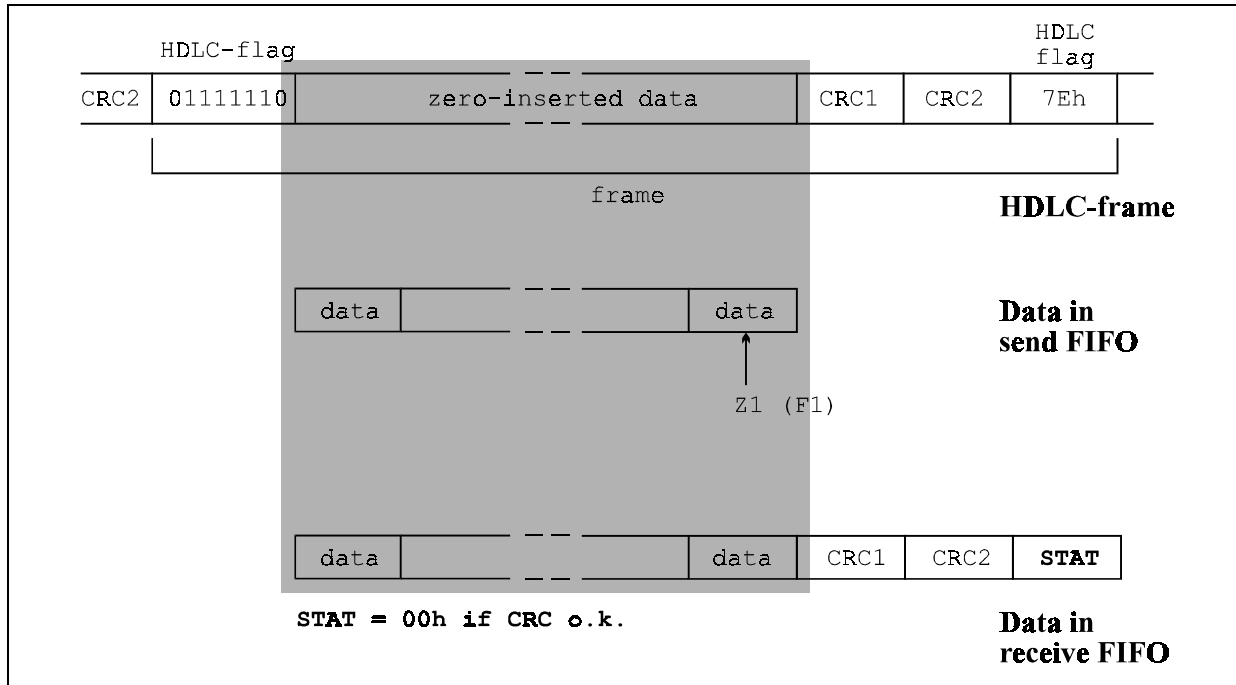 HDLC-flag
HDLC
flag
CRC2 01111110 zero-inserted data CRC1 CRC2 7Eh
frame
HDLC-frame
data data
Data in
send FIFO
Z1 (F1)
data data CRC1 CRC2 STAT
STAT = 00h if CRC o.k.
Data in
receive FIFO